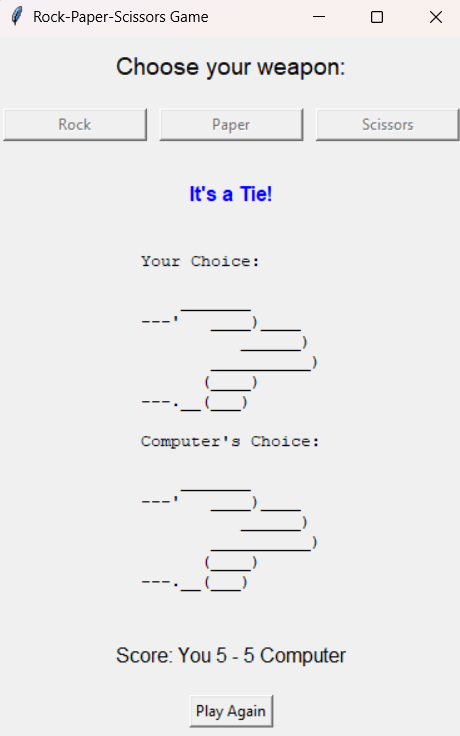 Rock-Paper-Scissors Game
Choose your weapon:
Rock Paper Scissors
It's a Tie!
Your Choice:
    _______
---'   ____)____
          ______)
       __________)
      (____)
---.__(___)
Computer's Choice:
    _______
---'   ____)____
          ______)
       __________)
      (____)
---.__(___)
Score: You 5 - 5 Computer
Play Again